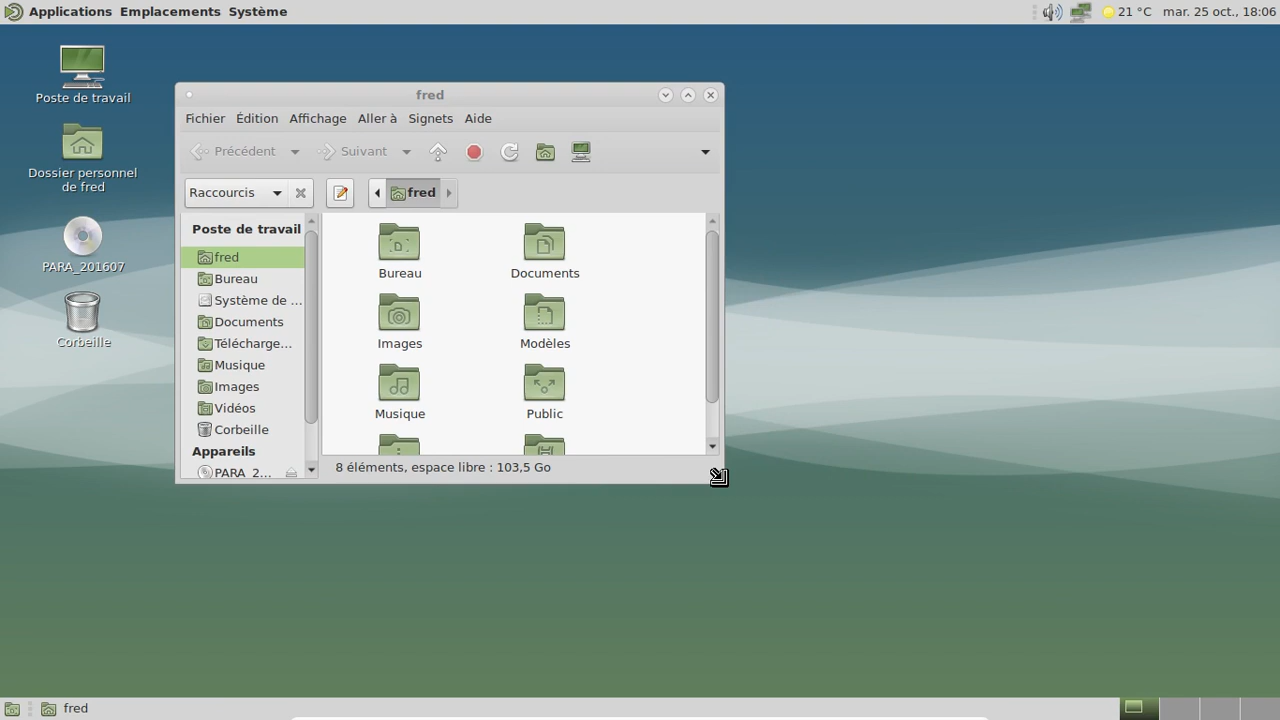 Applications Emplacements Système
21 °C mar. 25 oct., 18:06
Poste de travail
Dossier personnel
de fred
PARA_201607
Corbeille
fred
Fichier Édition Affichage Aller à Signets Aide
Précédent Suivant
Raccourcis fred
Poste de travail
fred
Bureau
Système de ...
Documents
Télécharge...
Musique
Images
Vidéos
Corbeille
Appareils
PARA_2...
Bureau Documents
Images Modèles
Musique Public
8 éléments, espace libre : 103,5 Go
fred